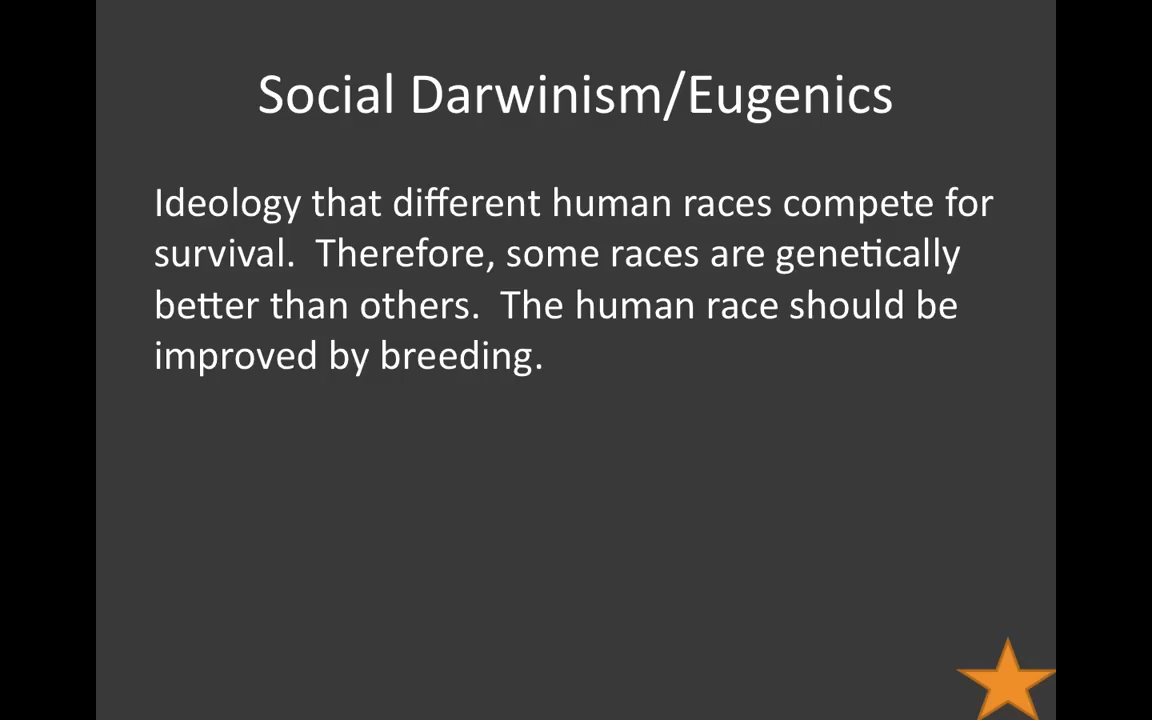 Social Darwinism/Eugenics
Ideology that different human races compete for
survival.  Therefore, some races are genetically
better than others.  The human race should be
improved by breeding.